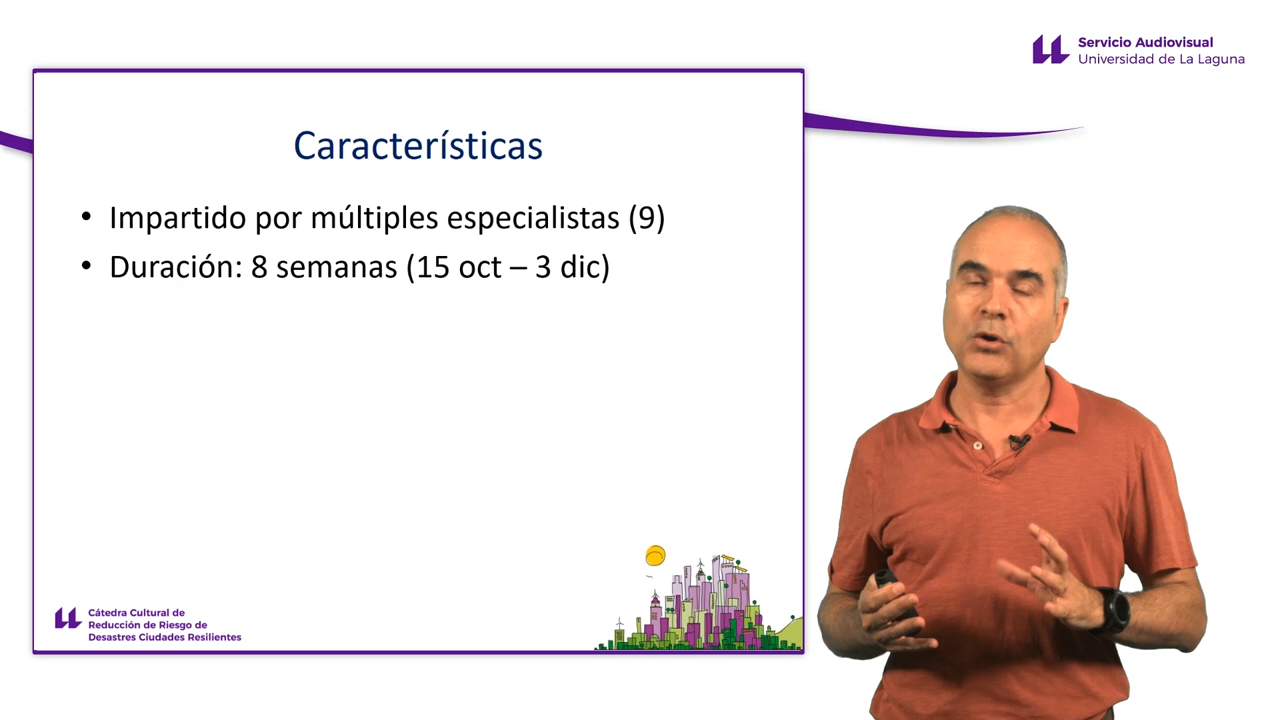 Servicio Audiovisual
Universidad de La Laguna
Características
• Impartido por múltiples especialistas (9)
• Duración: 8 semanas (15 oct – 3 dic)
Cátedra Cultural de
Reducción de Riesgo de
Desastres Ciudades Resilientes